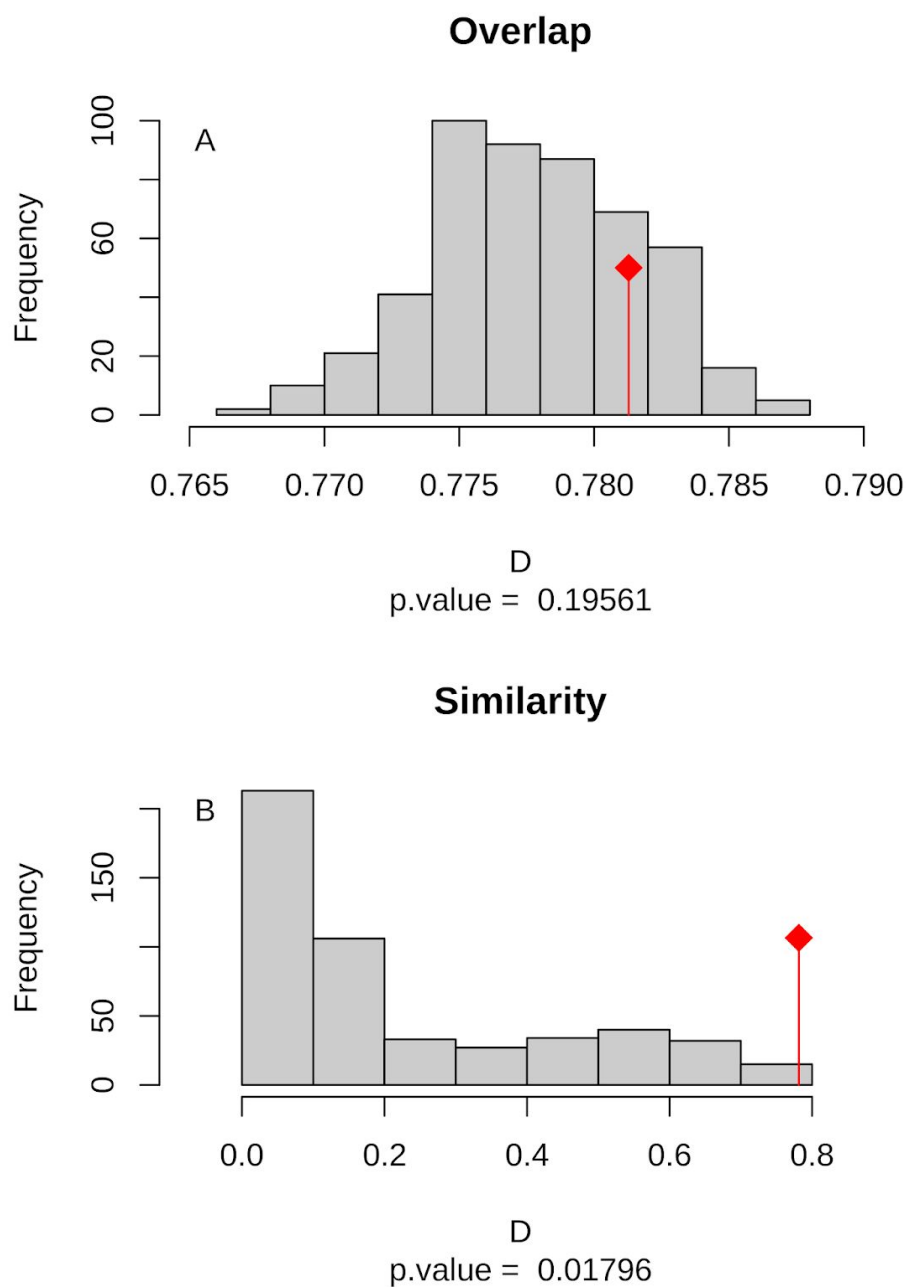 Overlap
A
Frequency
100
60
20
0
0.765 0.770 0.775 0.780 0.785 0.790
D
p.value = 0.19561
Similarity
B
Frequency
150
50
0
0.0 0.2 0.4 0.6 0.8
D
p.value = 0.01796